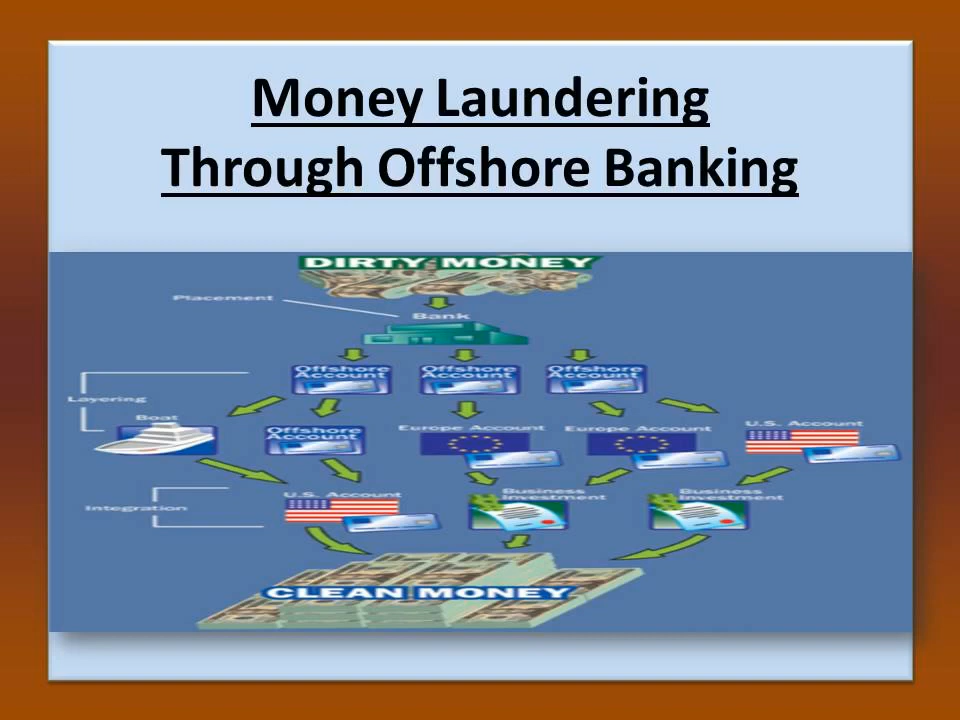 Money Laundering
Through Offshore Banking
DIRTY MONEY
Placement
Bank
Offshore
Account
Offshore
Account
Offshore
Account
Layering
Boat
Offshore
Account
Europe Account
Europe Account
U.S. Account
Integration
U.S. Account
Business
Investment
Business
Investment
CLEAN MONEY